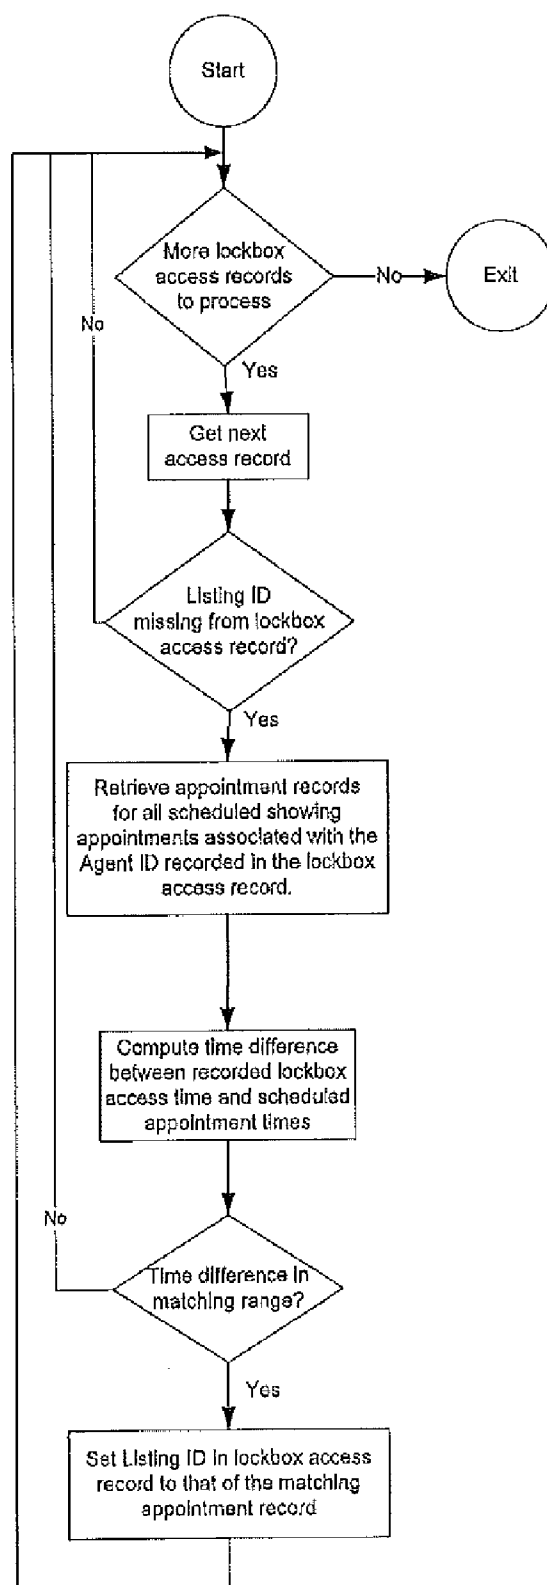 Start
More lockbox
access records
to process
No
Exit
Yes
Get next
access record
No
Listing ID
missing from lockbox
access record?
Yes
Retrieve appointment records
for all scheduled showing
appointments associated with the
Agent ID recorded in the lockbox
access record.
Compute time difference
between recorded lockbox
access time and scheduled
appointment times
No
Time difference in
matching range?
Yes
Set Listing ID in lockbox access
record to that of the matching
appointment record